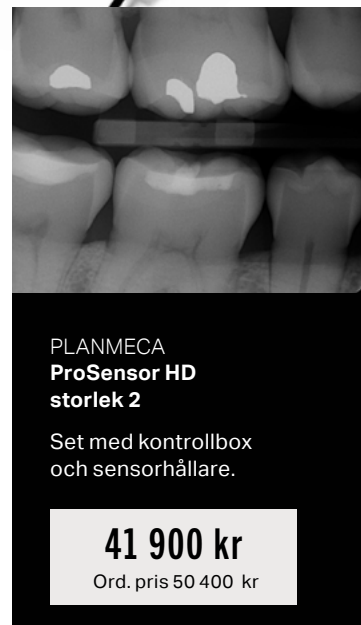 PLANMECA
ProSensor HD
storlek 2
Set med kontrollbox
och sensorhållare.
41 900 kr
Ord. pris 50 400 kr